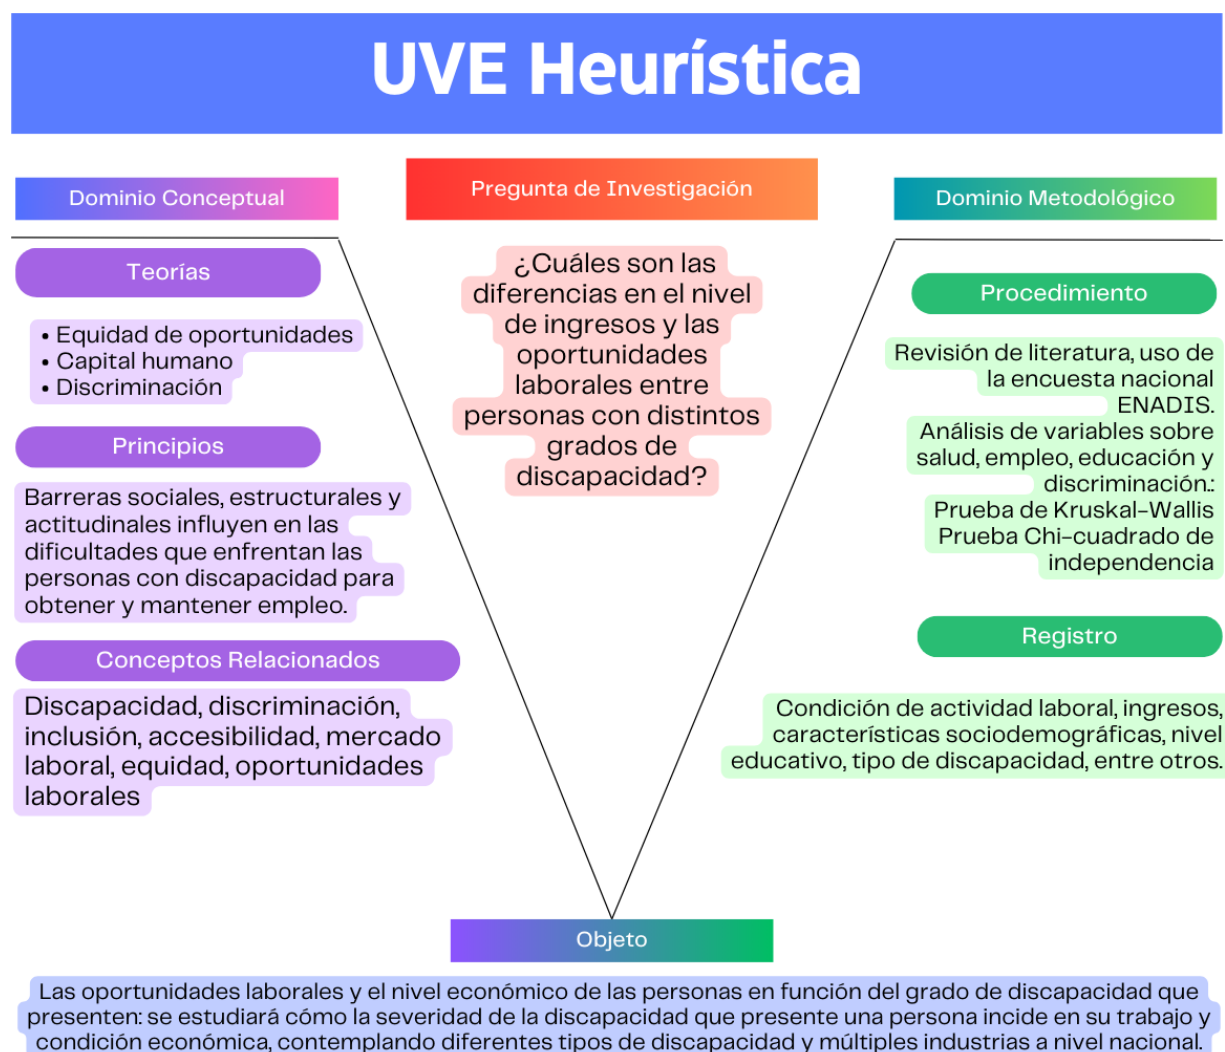 UVE Heurística
Dominio Conceptual
Teorías
• Equidad de oportunidades
• Capital humano
• Discriminación
Principios
Barreras sociales, estructurales y
actitudinales influyen en las
dificultades que enfrentan las
personas con discapacidad para
obtener y mantener empleo.
Conceptos Relacionados
Discapacidad, discriminación,
inclusión, accesibilidad, mercado
laboral, equidad, oportunidades
laborales
Pregunta de Investigación
¿Cuáles son las
diferencias en el nivel
de ingresos y las
oportunidades
laborales entre
personas con distintos
grados de
discapacidad?
Dominio Metodológico
Procedimiento
Revisión de literatura, uso de
la encuesta nacional
ENADIS.
Análisis de variables sobre
salud, empleo, educación y
discriminación.:
Prueba de Kruskal-Wallis
Prueba Chi-cuadrado de
independencia
Registro
Condición de actividad laboral, ingresos,
características sociodemográficas, nivel
educativo, tipo de discapacidad, entre otros.
Objeto
Las oportunidades laborales y el nivel económico de las personas en función del grado de discapacidad que
presenten: se estudiará cómo la severidad de la discapacidad que presente una persona incide en su trabajo y
condición económica, contemplando diferentes tipos de discapacidad y múltiples industrias a nivel nacional.